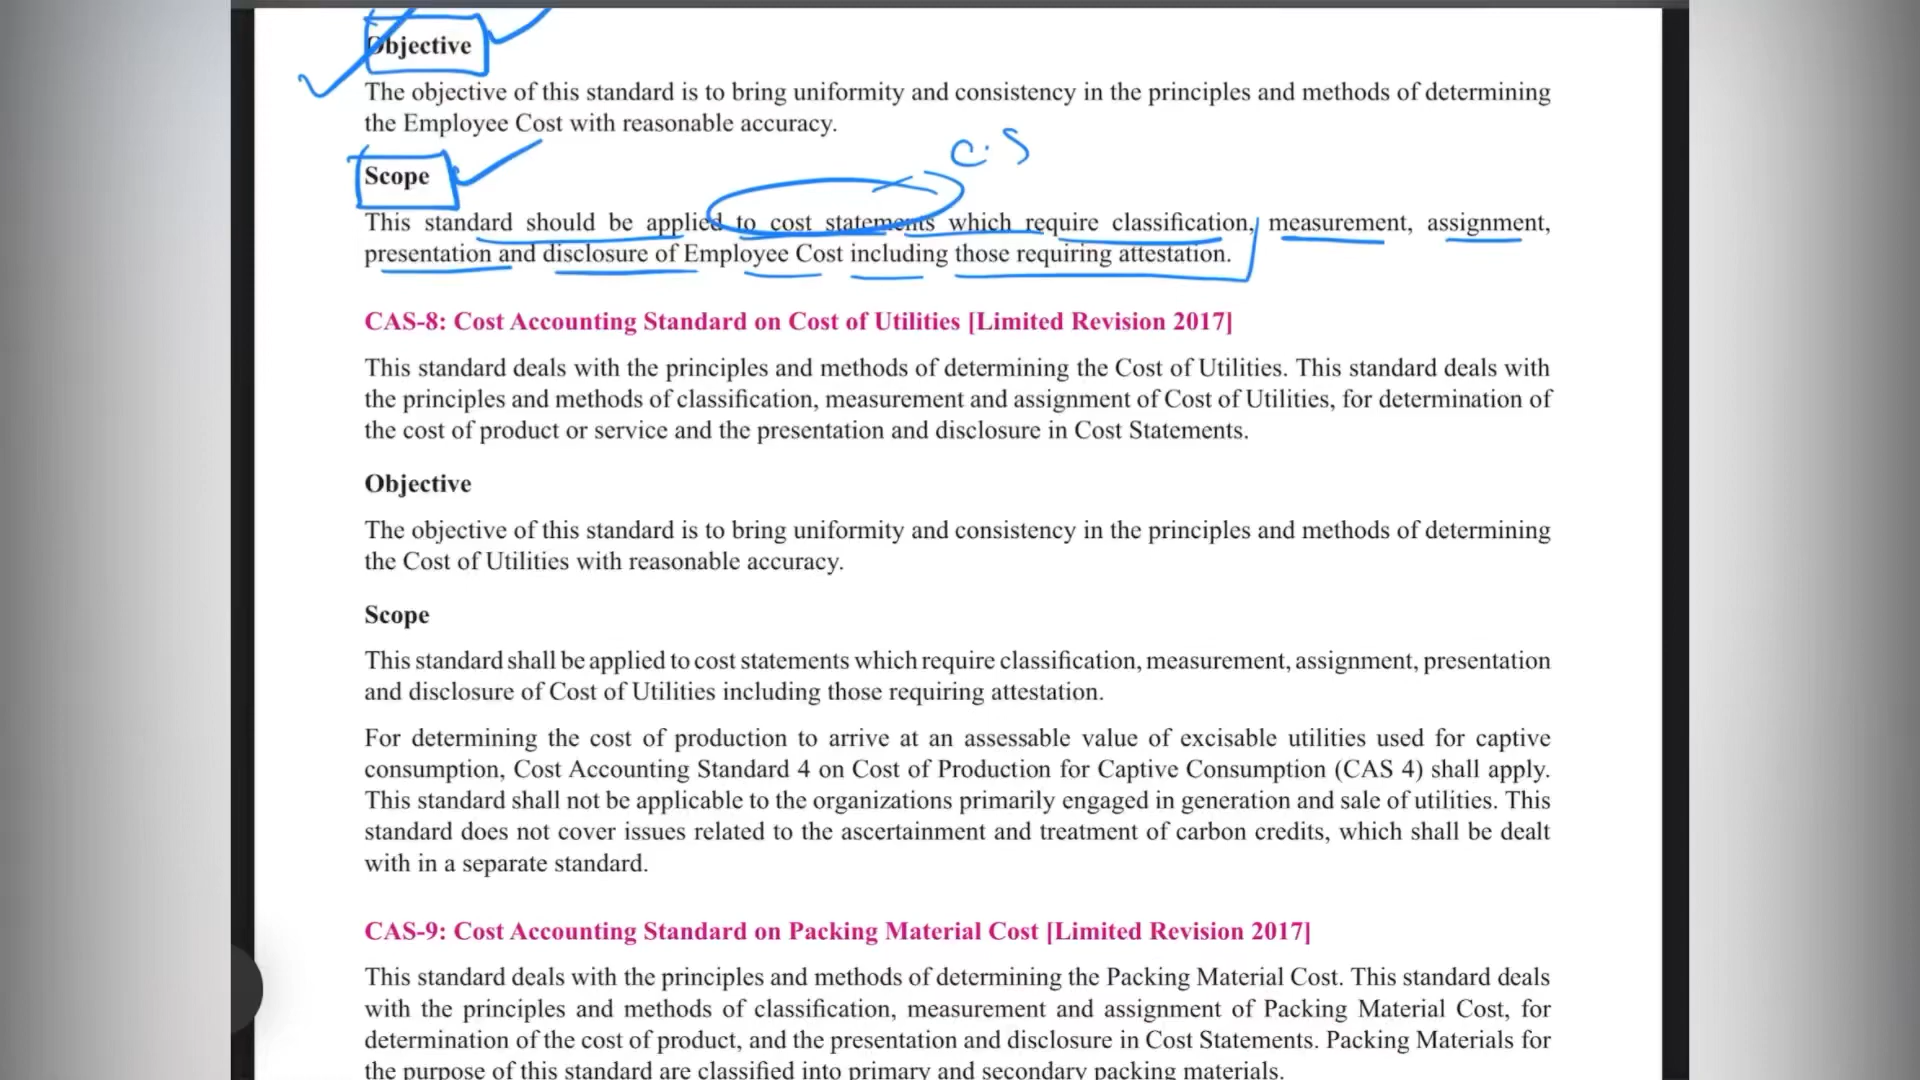 Objective
The objective of this standard is to bring uniformity and consistency in the principles and methods of determining
the Employee Cost with reasonable accuracy.
C.S
Scope
This standard should be applied to cost statements which require classification, measurement, assignment,
presentation and disclosure of Employee Cost including those requiring attestation.
CAS-8: Cost Accounting Standard on Cost of Utilities [Limited Revision 2017]
This standard deals with the principles and methods of determining the Cost of Utilities. This standard deals with
the principles and methods of classification, measurement and assignment of Cost of Utilities, for determination of
the cost of product or service and the presentation and disclosure in Cost Statements.
Objective
The objective of this standard is to bring uniformity and consistency in the principles and methods of determining
the Cost of Utilities with reasonable accuracy.
Scope
This standard shall be applied to cost statements which require classification, measurement, assignment, presentation
and disclosure of Cost of Utilities including those requiring attestation.
For determining the cost of production to arrive at an assessable value of excisable utilities used for captive
consumption, Cost Accounting Standard 4 on Cost of Production for Captive Consumption (CAS 4) shall apply.
This standard shall not be applicable to the organizations primarily engaged in generation and sale of utilities. This
standard does not cover issues related to the ascertainment and treatment of carbon credits, which shall be dealt
with in a separate standard.
CAS-9: Cost Accounting Standard on Packing Material Cost [Limited Revision 2017]
This standard deals with the principles and methods of determining the Packing Material Cost. This standard deals
with the principles and methods of classification, measurement and assignment of Packing Material Cost, for
determination of the cost of product, and the presentation and disclosure in Cost Statements. Packing Materials for
the purpose of this standard are classified into primary and secondary packing materials.